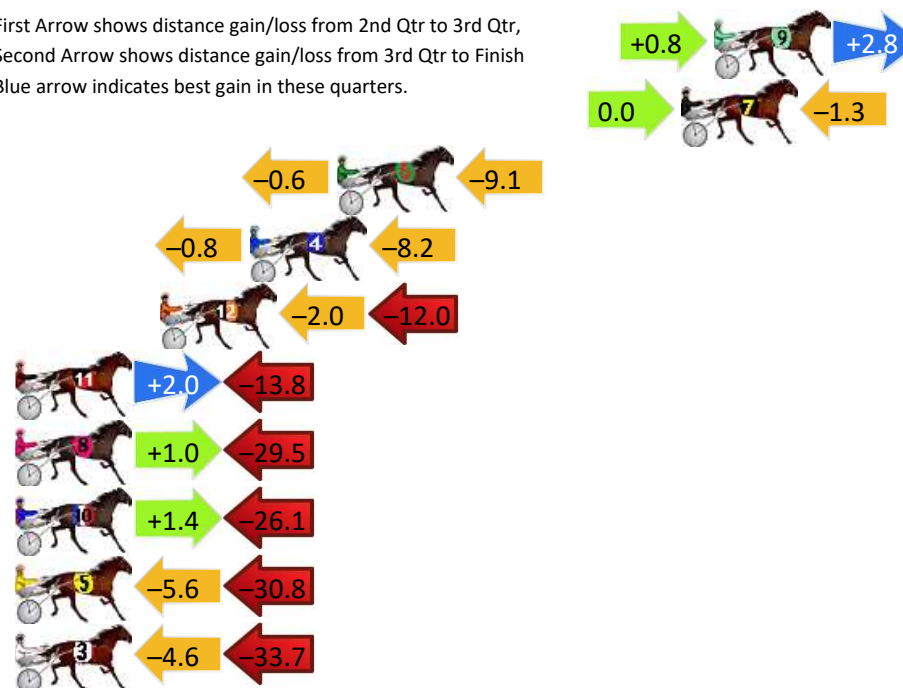 First Arrow shows distance gain/loss from 2nd Qtr to 3rd Qtr,
Second Arrow shows distance gain/loss from 3rd Qtr to Finish
Blue arrow indicates best gain in these quarters.
+0.8 9 +2.8
0.0 7 –1.3
–0.6 –9.1
–0.8 4 –8.2
12 –2.0 –12.0
11 +2.0 –13.8
8 +1.0 –29.5
10 +1.4 –26.1
5 –5.6 –30.8
3 –4.6 –33.7